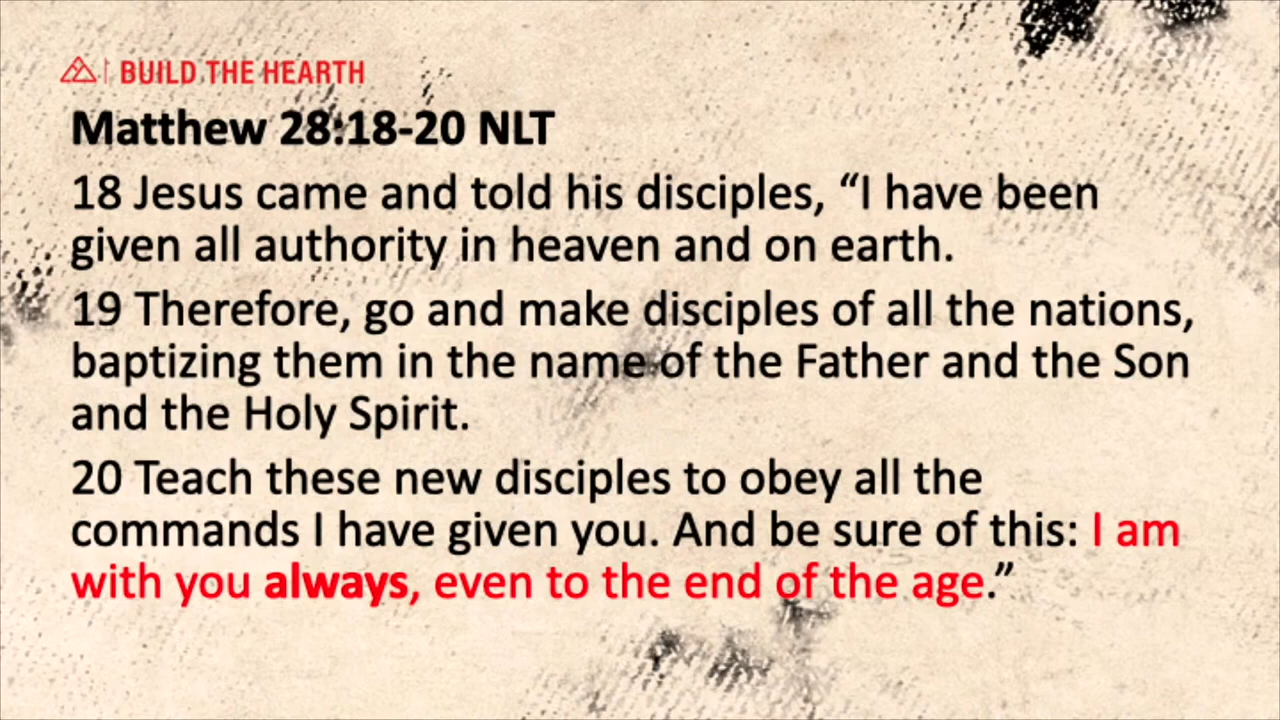 BUILD THE HEARTH
Matthew 28:18-20 NLT
18 Jesus came and told his disciples, “I have been
given all authority in heaven and on earth.
19 Therefore, go and make disciples of all the nations,
baptizing them in the name of the Father and the Son
and the Holy Spirit.
20 Teach these new disciples to obey all the
commands I have given you. And be sure of this: I am
with you always, even to the end of the age.”